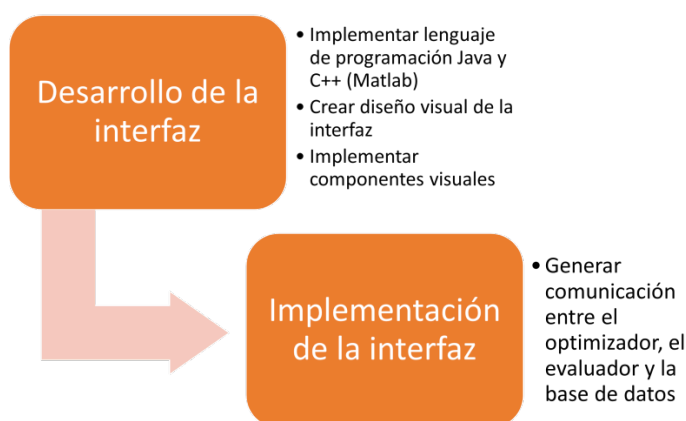 Desarrollo de la
interfaz
• Implementar lenguaje
de programación Java y
C++ (Matlab)
• Crear diseño visual de la
interfaz
• Implementar
componentes visuales
Implementación
de la interfaz
• Generar
comunicación
entre el
optimizador, el
evaluador y la
base de datos